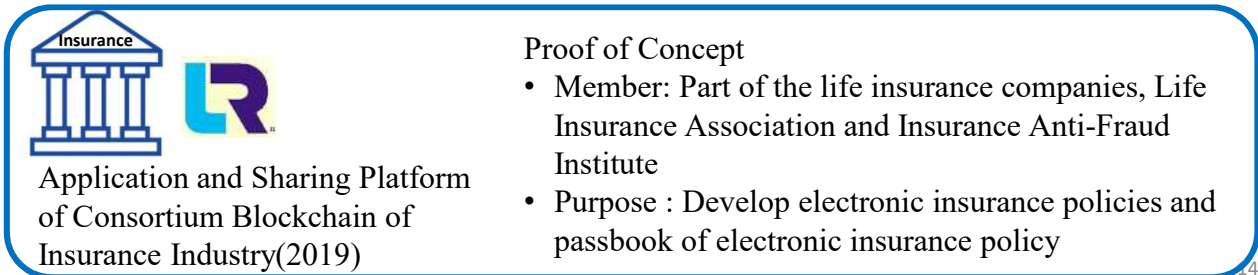 Insurance
LR
Application and Sharing Platform
of Consortium Blockchain of
Insurance Industry(2019)
Proof of Concept
• Member: Part of the life insurance companies, Life
Insurance Association and Insurance Anti-Fraud
Institute
• Purpose : Develop electronic insurance policies and
passbook of electronic insurance policy